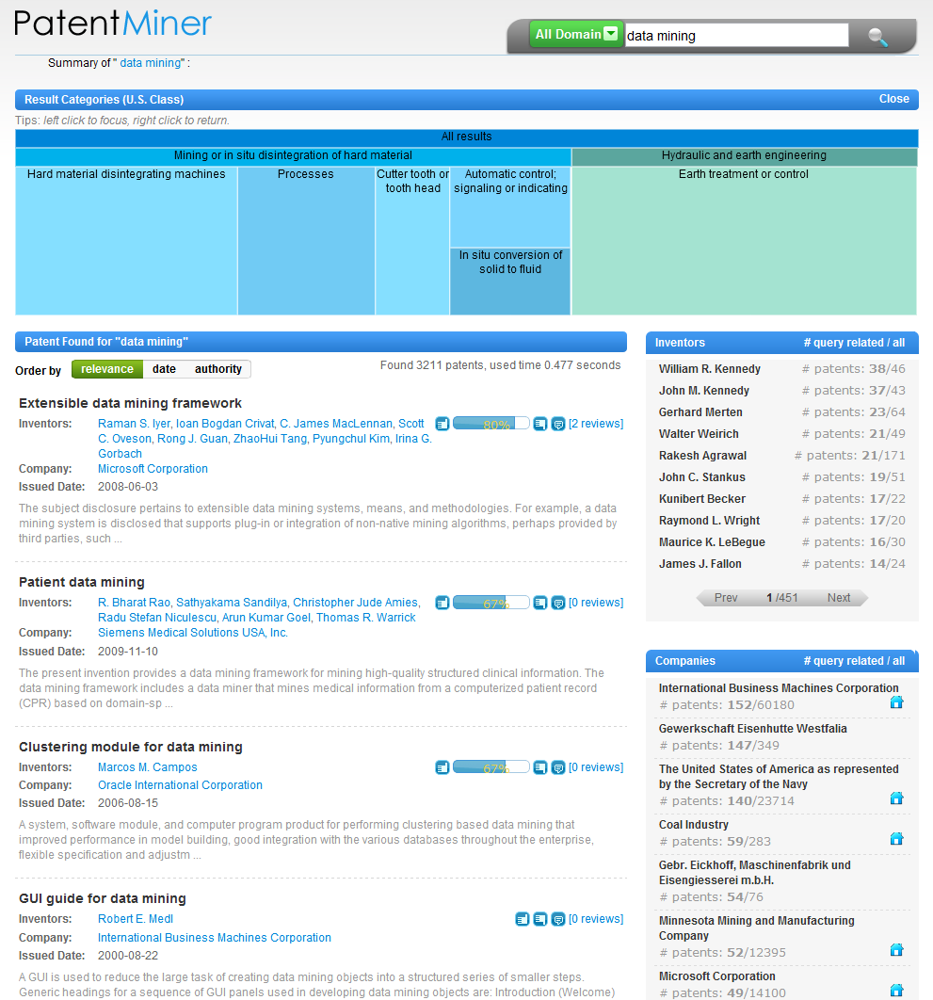 PatentMiner
All Domain data mining
Summary of " data mining" :
Result Categories (U.S. Class) Close
Tips: left click to focus, right click to return.
All results
Mining or in situ disintegration of hard material Hydraulic and earth engineering
Hard material disintegrating machines Processes Cutter tooth or Automatic control; Earth treatment or control
tooth head signaling or indicating
In situ conversion of
solid to fluid
Patent Found for "data mining"
Order by relevance date authority Found 3211 patents, used time 0.477 seconds
Extensible data mining framework
Inventors: Raman S. Iyer, Ioan Bogdan Crivat, C. James MacLennan, Scott 80% [2 reviews]
C. Oveson, Rong J. Guan, ZhaoHui Tang, Pyungchul Kim, Irina G.
Gorbach
Company: Microsoft Corporation
Issued Date: 2008-06-03
The subject disclosure pertains to extensible data mining systems, means, and methodologies. For example, a data
mining system is disclosed that supports plug-in or integration of non-native mining algorithms, perhaps provided by
third parties, such ...
Patient data mining
Inventors: R. Bharat Rao, Sathyakama Sandilya, Christopher Jude Amies, 67% [0 reviews]
Radu Stefan Niculescu, Arun Kumar Goel, Thomas R. Warrick
Company: Siemens Medical Solutions USA, Inc.
Issued Date: 2009-11-10
The present invention provides a data mining framework for mining high-quality structured clinical information. The
data mining framework includes a data miner that mines medical information from a computerized patient record
(CPR) based on domain-sp ...
Clustering module for data mining
Inventors: Marcos M. Campos 67% [0 reviews]
Company: Oracle International Corporation
Issued Date: 2006-08-15
A system, software module, and computer program product for performing clustering based data mining that
improved performance in model building, good integration with the various databases throughout the enterprise,
flexible specification and adjustm ...
GUI guide for data mining
Inventors: Robert E. Medl [0 reviews]
Company: International Business Machines Corporation
Issued Date: 2000-08-22
A GUI is used to reduce the large task of creating data mining objects into a structured series of smaller steps.
Generic headings for a sequence of GUI panels used in developing data mining objects are: Introduction (Welcome)
Inventors # query related / all
William R. Kennedy # patents: 38/46
John M. Kennedy # patents: 37/43
Gerhard Merten # patents: 23/64
Walter Weirich # patents: 21/49
Rakesh Agrawal # patents: 21/171
John C. Stankus # patents: 19/51
Kunibert Becker # patents: 17/22
Raymond L. Wright # patents: 17/20
Maurice K. LeBegue # patents: 16/30
James J. Fallon # patents: 14/24
Prev 1 /451 Next
Companies # query related / all
International Business Machines Corporation
# patents: 152/60180
Gewerkschaft Eisenhutte Westfalia
# patents: 147/349
The United States of America as represented
by the Secretary of the Navy
# patents: 140/23714
Coal Industry
# patents: 59/283
Gebr. Eickhoff, Maschinenfabrik und
Eisengiesserei m.b.H.
# patents: 54/76
Minnesota Mining and Manufacturing
Company
# patents: 52/12395
Microsoft Corporation
# patents: 49/14100